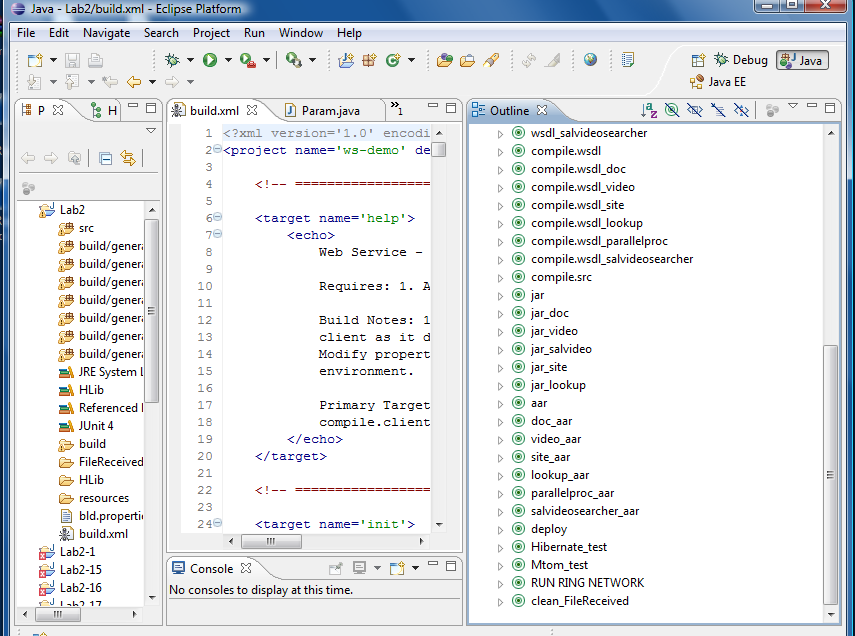 Java - Lab2/build.xml - Eclipse Platform
File Edit Navigate Search Project Run Window Help
Debug
Java
Java EE
P
H
Lab2
src
build/genera
build/genera
build/genera
build/genera
build/genera
build/genera
build/genera
JRE System L
HLib
Referenced l
JUnit 4
build
FileReceived
HLib
resources
bld.propertie
build.xml
Lab2-1
Lab2-15
Lab2-16
Lab2-17
build.xml
Param.java
»1
1 <?xml version='1.0' encodi
2 <project name='ws-demo' de
3
4 <!-- =================
5
6 <target name='help'>
7 <echo>
8 Web Service -
9
10 Requires: 1. A
11
12 Build Notes: 1
13 client as it d
14 Modify propert
15 environment.
16
17 Primary Target
18 compile.client
19 </echo>
20 </target>
21
22 <!-- =================
23
24 <target name='init'>
Console
No consoles to display at this time.
Outline
wsdl_salvideosearcher
compile.wsdl
compile.wsdl_doc
compile.wsdl_video
compile.wsdl_site
compile.wsdl_lookup
compile.wsdl_parallelproc
compile.wsdl_salvideosearcher
compile.src
jar
jar_doc
jar_video
jar_salvideo
jar_site
jar_lookup
aar
doc_aar
video_aar
site_aar
lookup_aar
parallelproc_aar
salvideosearcher_aar
deploy
Hibernate_test
Mtom_test
RUN RING NETWORK
clean_FileReceived